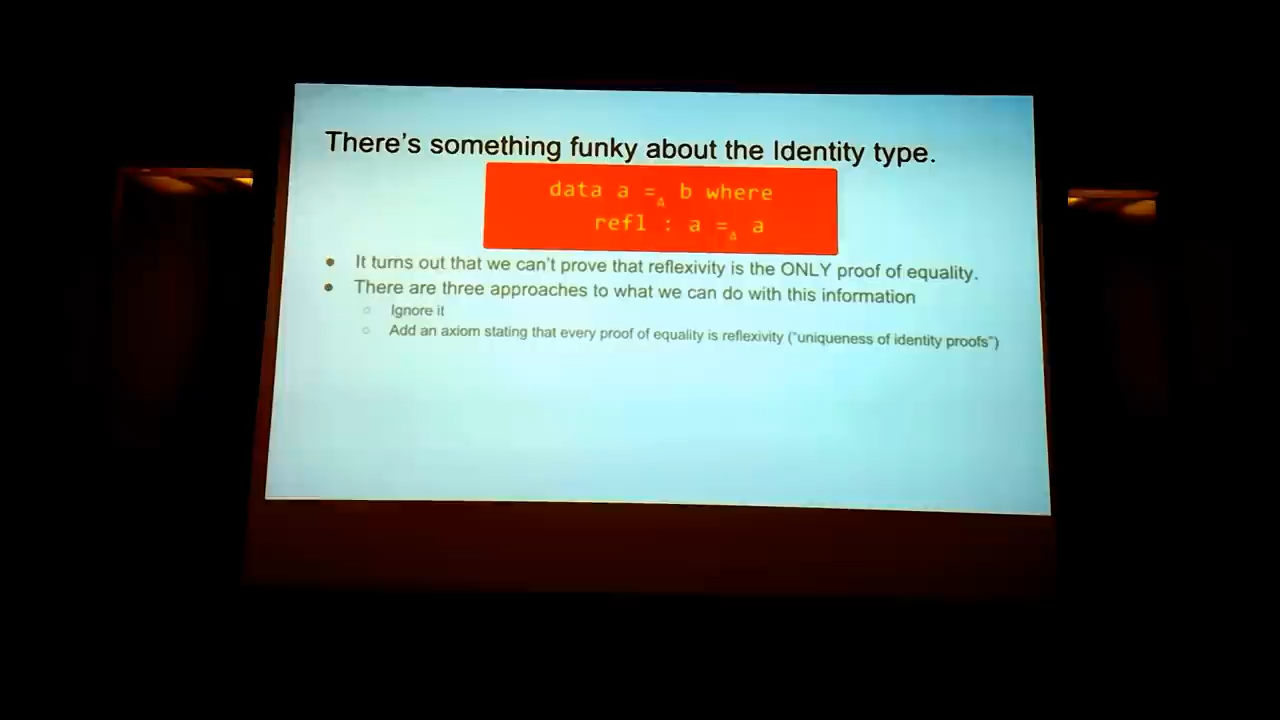 There's something funky about the Identity type.
data a =A b where
refl : a =A a
● It turns out that we can't prove that reflexivity is the ONLY proof of equality.
● There are three approaches to what we can do with this information
○ Ignore it
○ Add an axiom stating that every proof of equality is reflexivity ("uniqueness of identity proofs")